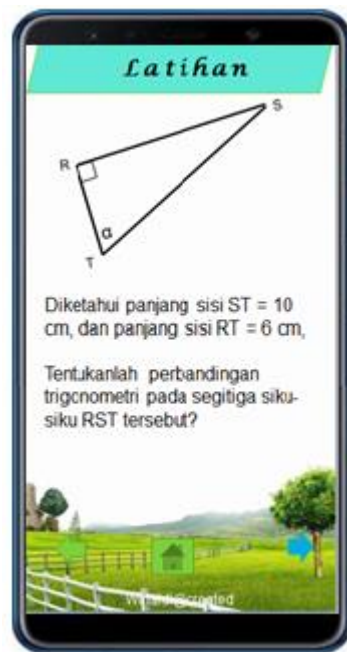 Latihan
S
R
α
T
Diketahui panjang sisi ST = 10
cm, dan panjang sisi RT = 6 cm,
Tentukanlah perbandingan
trigonometri pada segitiga siku-
siku RST tersebut?